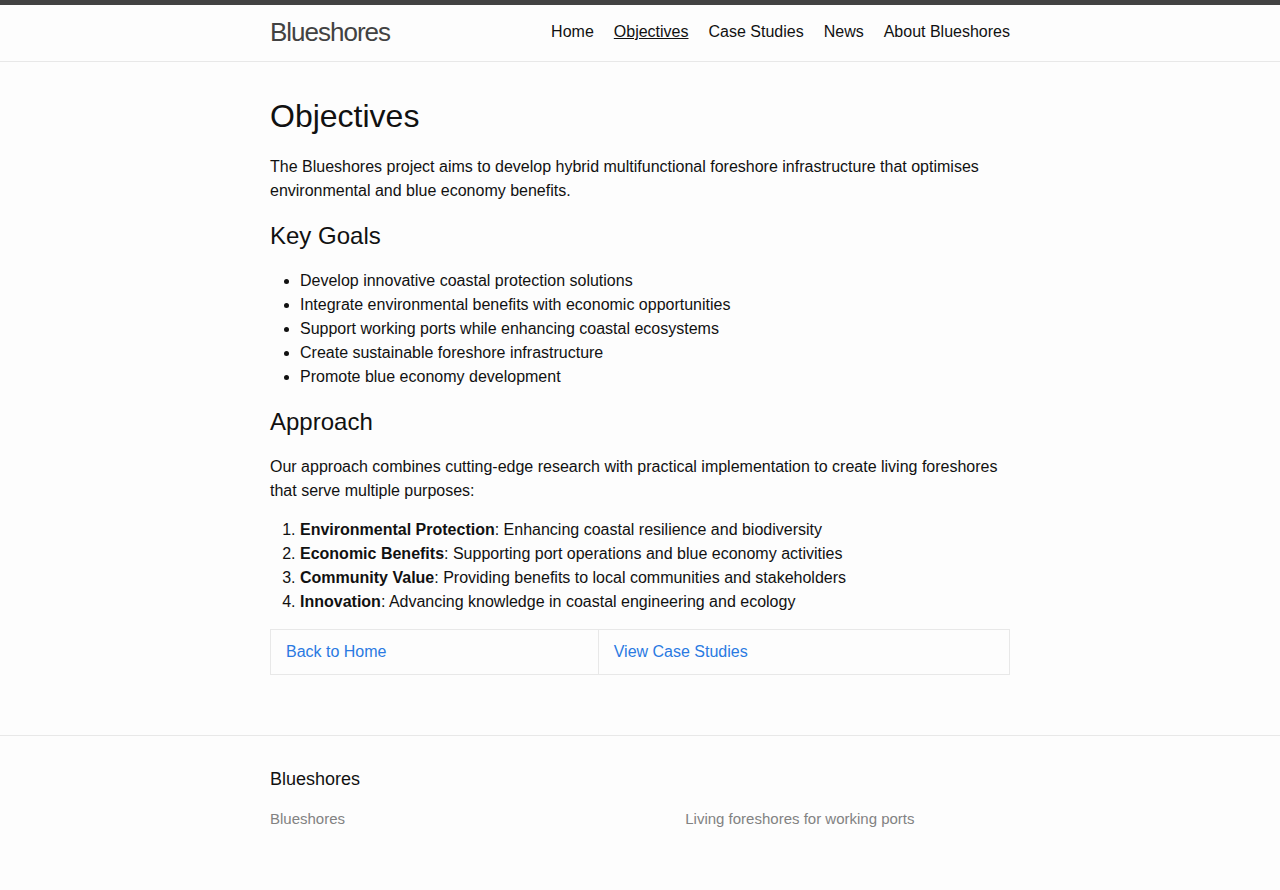 Blueshores
Home Objectives Case Studies News About Blueshores
Objectives
The Blueshores project aims to develop hybrid multifunctional foreshore infrastructure that optimises
environmental and blue economy benefits.
Key Goals
• Develop innovative coastal protection solutions
• Integrate environmental benefits with economic opportunities
• Support working ports while enhancing coastal ecosystems
• Create sustainable foreshore infrastructure
• Promote blue economy development
Approach
Our approach combines cutting-edge research with practical implementation to create living foreshores
that serve multiple purposes:
1. Environmental Protection: Enhancing coastal resilience and biodiversity
2. Economic Benefits: Supporting port operations and blue economy activities
3. Community Value: Providing benefits to local communities and stakeholders
4. Innovation: Advancing knowledge in coastal engineering and ecology
Back to Home View Case Studies
Blueshores
Blueshores Living foreshores for working ports